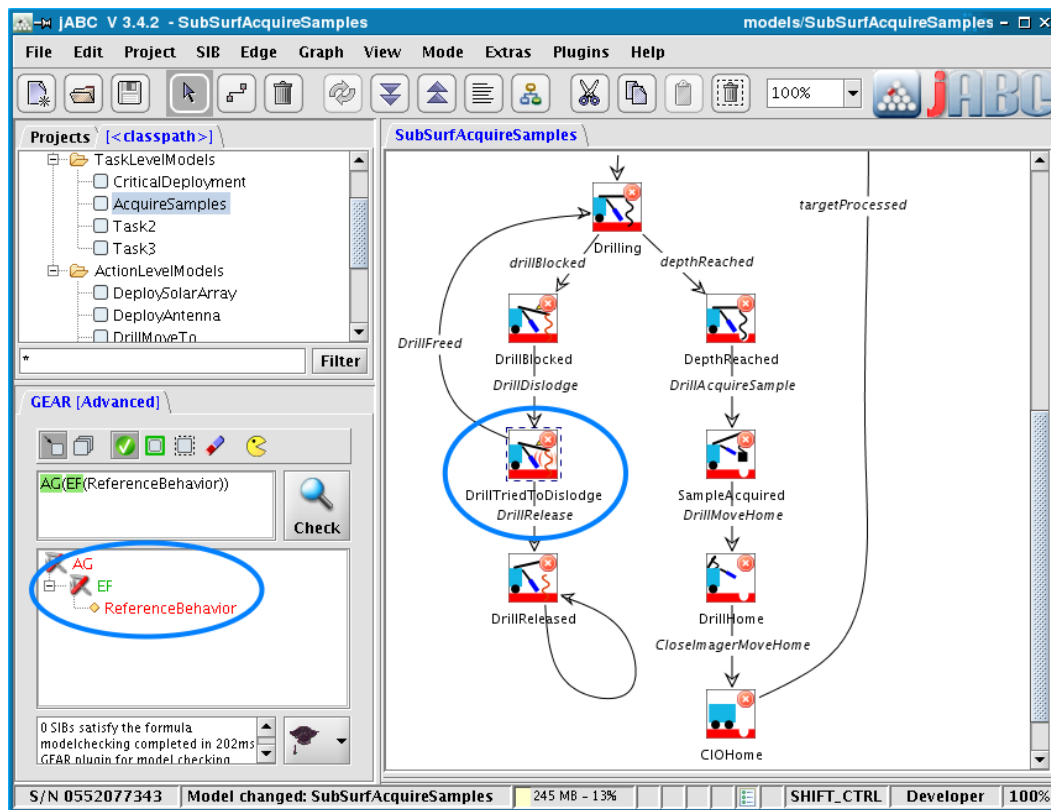 jABC V 3.4.2 - SubSurfAcquireSamples
models/SubSurfAcquireSamples
File Edit Project SIB Edge Graph View Mode Extras Plugins Help
100%
jABC
Projects [<classpath>]
TaskLevelModels
CriticalDeployment
AcquireSamples
Task2
Task3
ActionLevelModels
DeploySolarArray
DeployAntenna
DrillMoveTo
*
Filter
GEAR [Advanced]
AG(EF(ReferenceBehavior))
Check
AG
EF
ReferenceBehavior
0 SIBs satisfy the formula
modelchecking completed in 202ms
GEAR plugin for model checking
SubSurfAcquireSamples
targetProcessed
Drilling
drillBlocked
depthReached
DrillFreed
DrillBlocked
DepthReached
DrillDislodge
DrillAcquireSample
DrillTriedToDislodge
SampleAcquired
DrillRelease
DrillMoveHome
DrillReleased
DrillHome
CloseImagerMoveHome
CIOHome
S/N 0552077343
Model changed: SubSurfAcquireSamples
245 MB - 13%
SHIFT_CTRL
Developer
100%